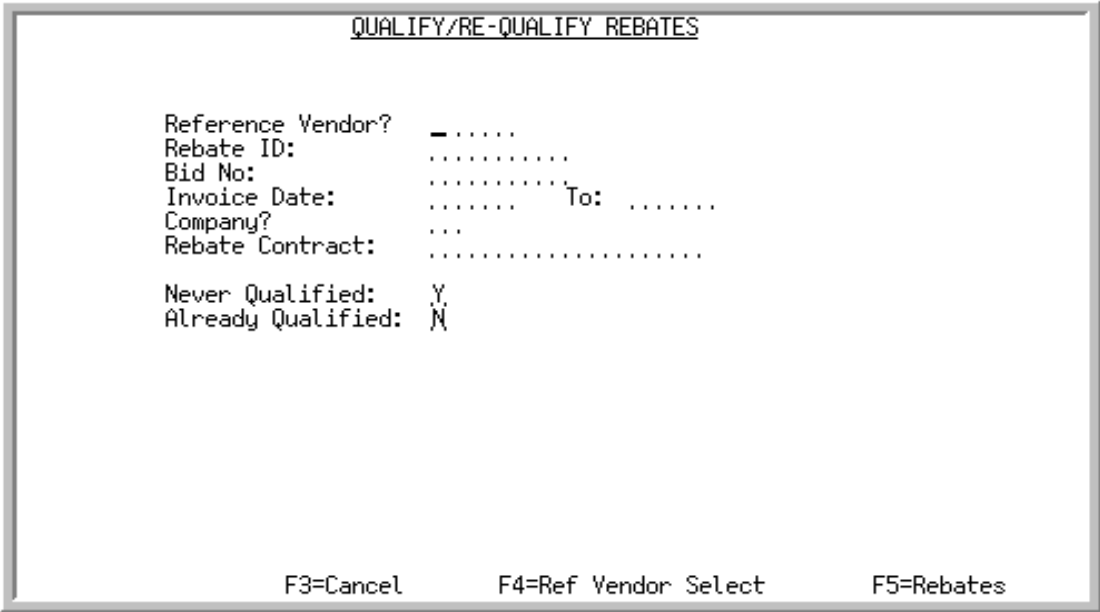 QUALIFY/RE-QUALIFY REBATES
Reference Vendor? _.....
Rebate ID: ...........
Bid No: ...........
Invoice Date: ....... To: .......
Company? ...
Rebate Contract: .....................
Never Qualified: Y
Already Qualified: N
F3=Cancel F4=Ref Vendor Select F5=Rebates